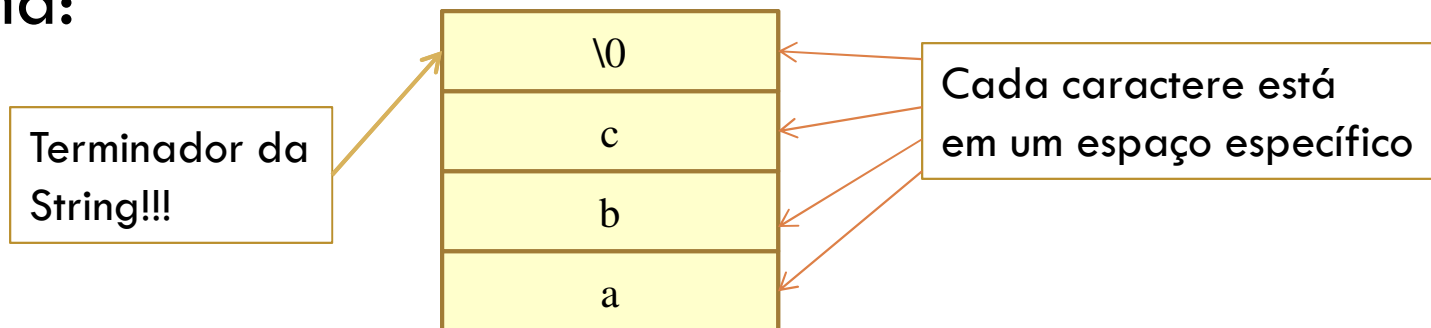 \0
Cada caractere está
em um espaço específico
c
Terminador da
String!!!
b
a